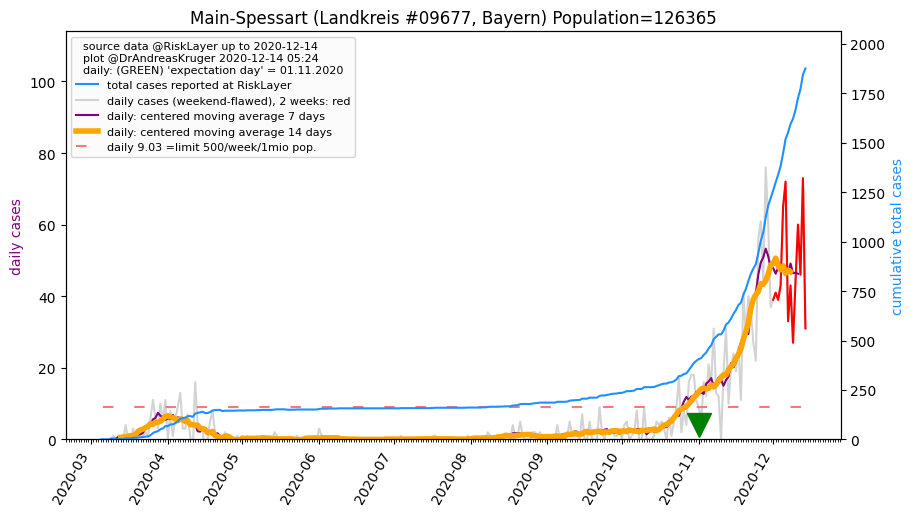 Main-Spessart (Landkreis #09677, Bayern) Population=126365
source data @RiskLayer up to 2020-12-14
plot @DrAndreasKruger 2020-12-14 05:24
daily: (GREEN) 'expectation day' = 01.11.2020
total cases reported at RiskLayer
daily cases (weekend-flawed), 2 weeks: red
daily: centered moving average 7 days
daily: centered moving average 14 days
daily 9.03 =limit 500/week/1mio pop.
daily cases
100
80
60
40
20
0
cumulative total cases
2000
1750
1500
1250
1000
750
500
250
0
2020-03
2020-04
2020-05
2020-06
2020-07
2020-08
2020-09
2020-10
2020-11
2020-12